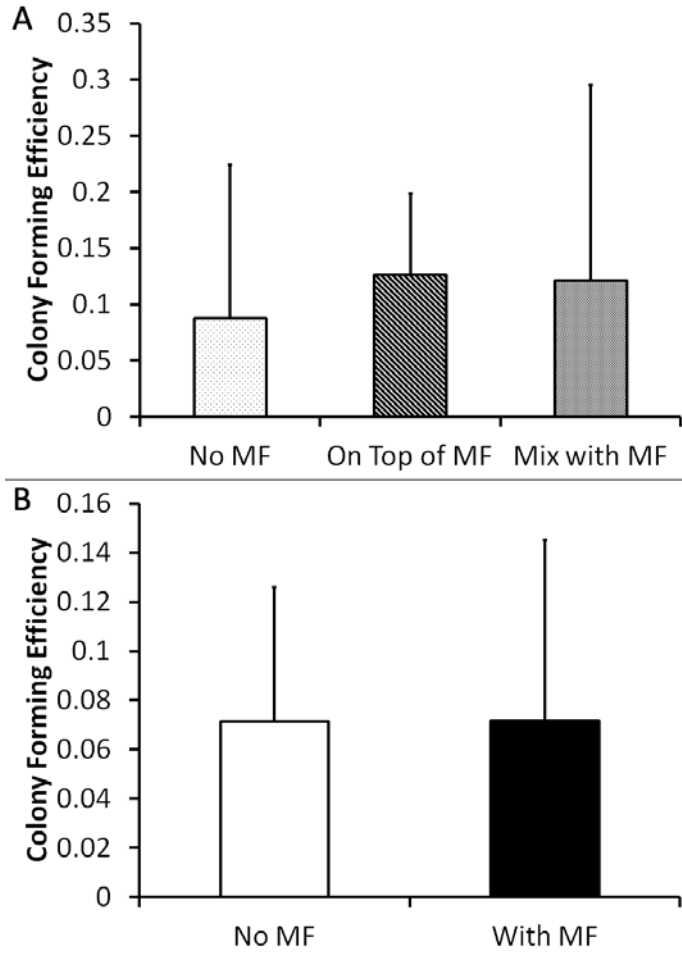 A
Colony Forming Efficiency
0.35
0.3
0.25
0.2
0.15
0.1
0.05
0
No MF
On Top of MF
Mix with MF
B
Colony Forming Efficiency
0.16
0.14
0.12
0.1
0.08
0.06
0.04
0.02
0
No MF
With MF